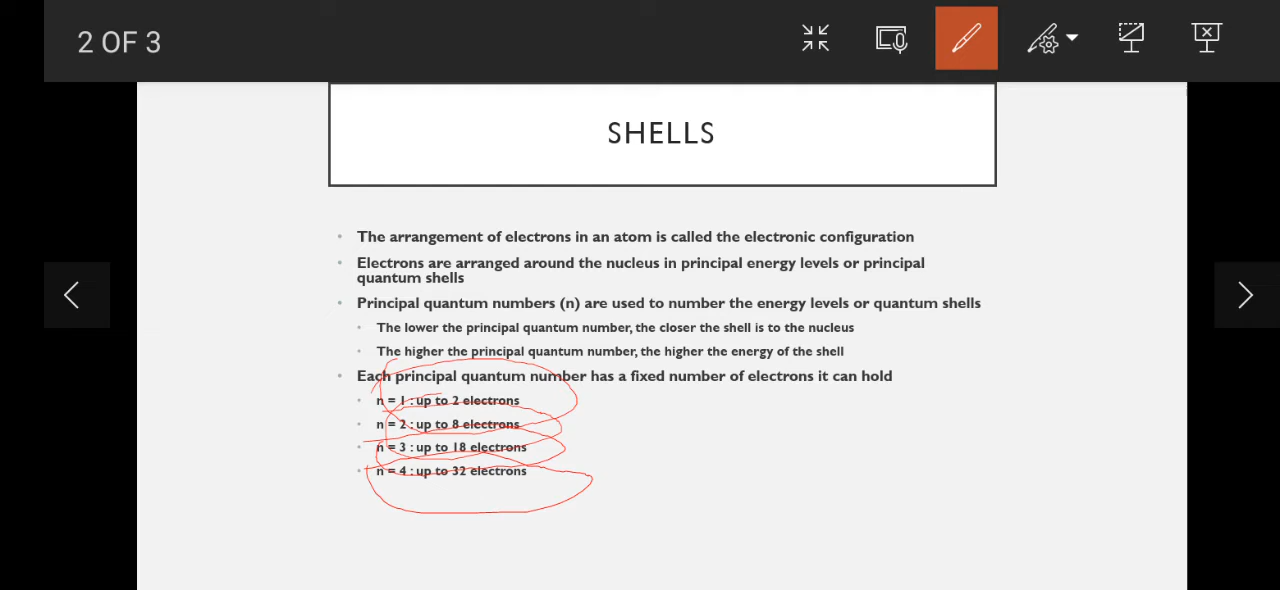 2 OF 3
SHELLS
• The arrangement of electrons in an atom is called the electronic configuration
• Electrons are arranged around the nucleus in principal energy levels or principal
quantum shells
• Principal quantum numbers (n) are used to number the energy levels or quantum shells
• The lower the principal quantum number, the closer the shell is to the nucleus
• The higher the principal quantum number, the higher the energy of the shell
• Each principal quantum number has a fixed number of electrons it can hold
• n = 1 : up to 2 electrons
• n = 2 : up to 8 electrons
• n = 3 : up to 18 electrons
• n = 4 : up to 32 electrons